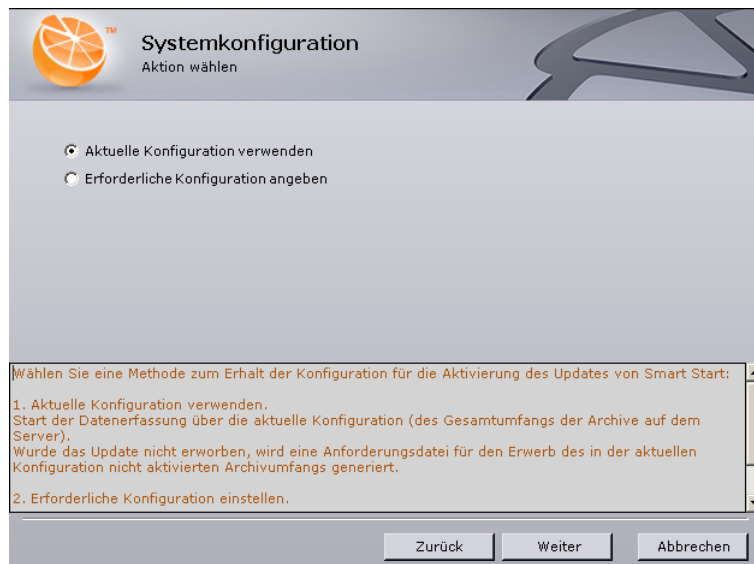 TM
Systemkonfiguration
Aktion wählen
Aktuelle Konfiguration verwenden
Erforderliche Konfiguration angeben
Wählen Sie eine Methode zum Erhalt der Konfiguration für die Aktivierung des Updates von Smart Start:
1. Aktuelle Konfiguration verwenden.
Start der Datenerfassung über die aktuelle Konfiguration (des Gesamtumfangs der Archive auf dem
Server).
Wurde das Update nicht erworben, wird eine Anforderungsdatei für den Erwerb des in der aktuellen
Konfiguration nicht aktivierten Archivumfangs generiert.
2. Erforderliche Konfiguration einstellen.
Zurück Weiter Abbrechen